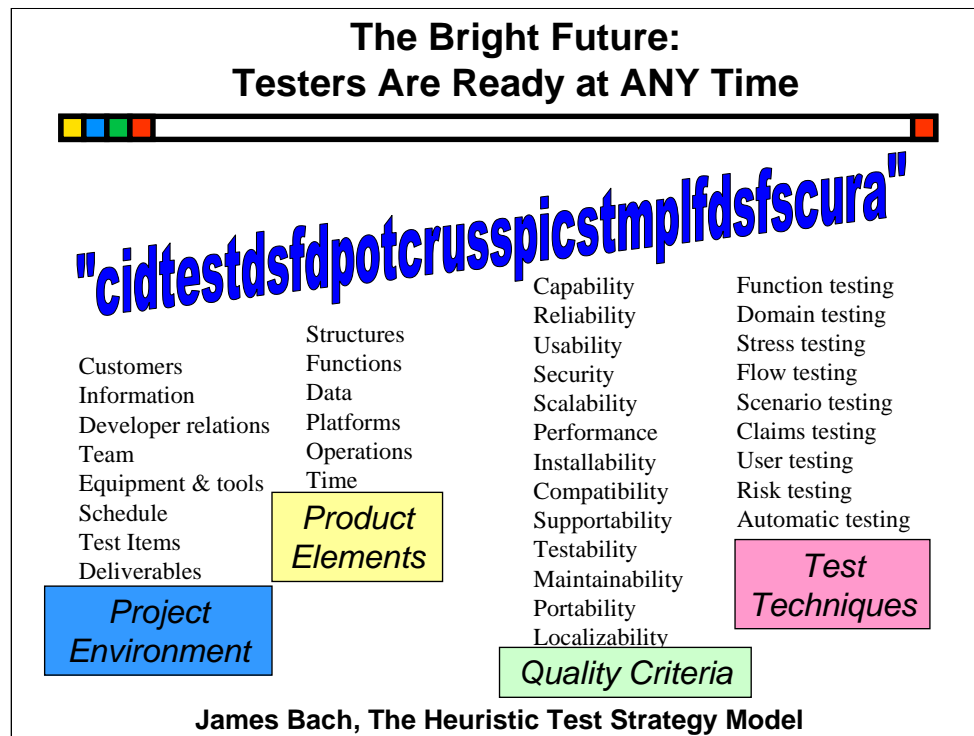 The Bright Future:
Testers Are Ready at ANY Time
"cidtestdsfdpotcrusspicstmplfdsfscura"
Customers
Information
Developer relations
Team
Equipment & tools
Schedule
Test Items
Deliverables
Project
Environment
Structures
Functions
Data
Platforms
Operations
Time
Product
Elements
Capability
Reliability
Usability
Security
Scalability
Performance
Installability
Compatibility
Supportability
Testability
Maintainability
Portability
Localizability
Quality Criteria
Function testing
Domain testing
Stress testing
Flow testing
Scenario testing
Claims testing
User testing
Risk testing
Automatic testing
Test
Techniques
James Bach, The Heuristic Test Strategy Model